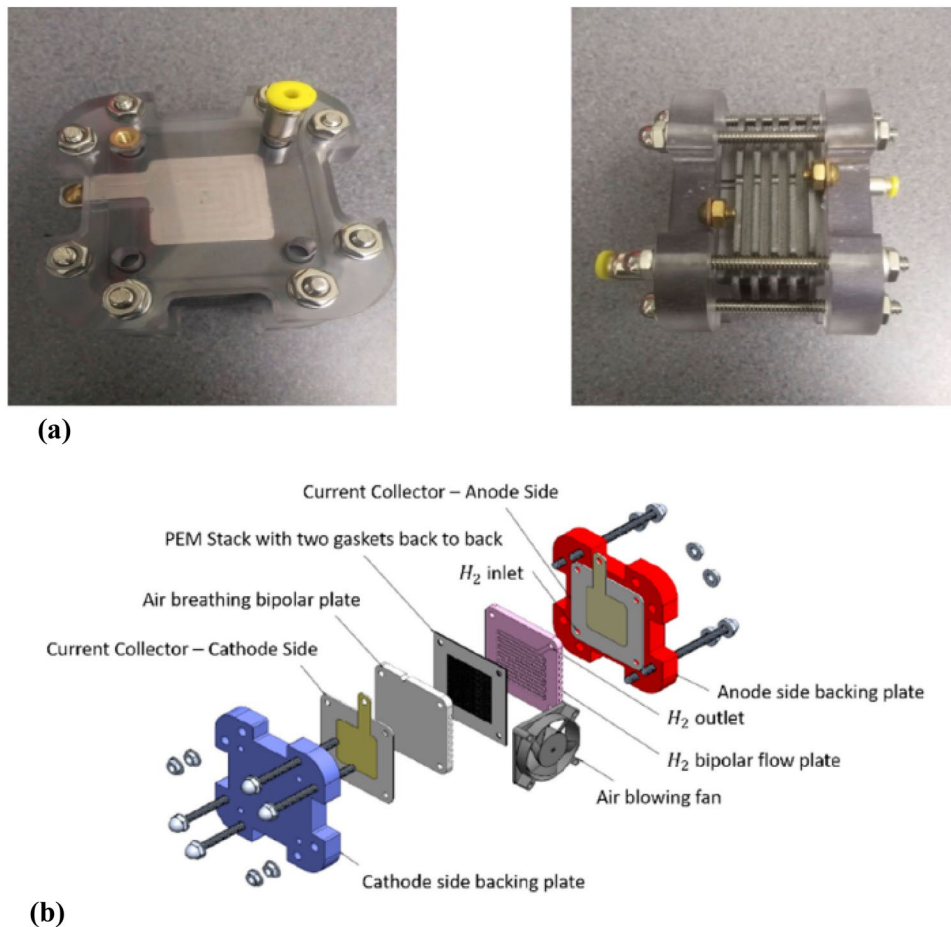 (a)
Current Collector – Anode Side
PEM Stack with two gaskets back to back
H₂ inlet
Air breathing bipolar plate
Current Collector – Cathode Side
Anode side backing plate
H₂ outlet
H₂ bipolar flow plate
Air blowing fan
Cathode side backing plate
(b)